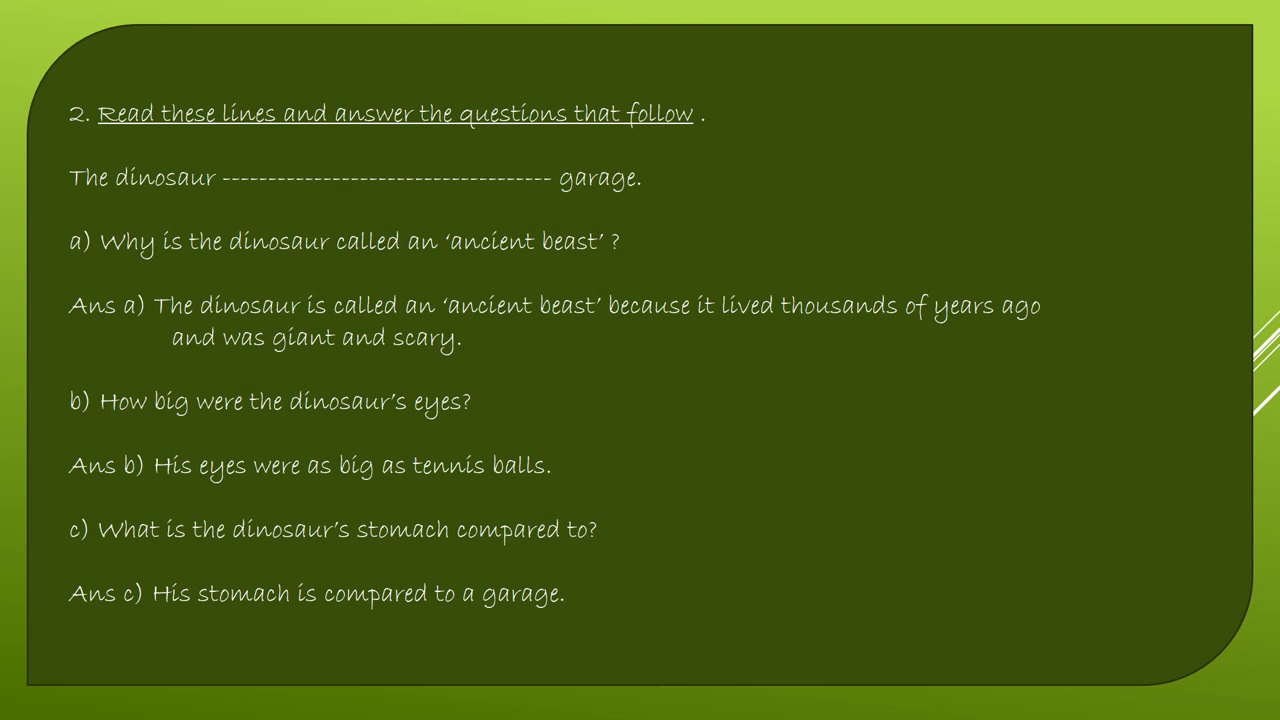 2. Read these lines and answer the questions that follow .
The dinosaur ------------------------------------ garage.
a) Why is the dinosaur called an ‘ancient beast’ ?
Ans a) The dinosaur is called an ‘ancient beast’ because it lived thousands of years ago
and was giant and scary.
b) How big were the dinosaur’s eyes?
Ans b) His eyes were as big as tennis balls.
c) What is the dinosaur’s stomach compared to?
Ans c) His stomach is compared to a garage.